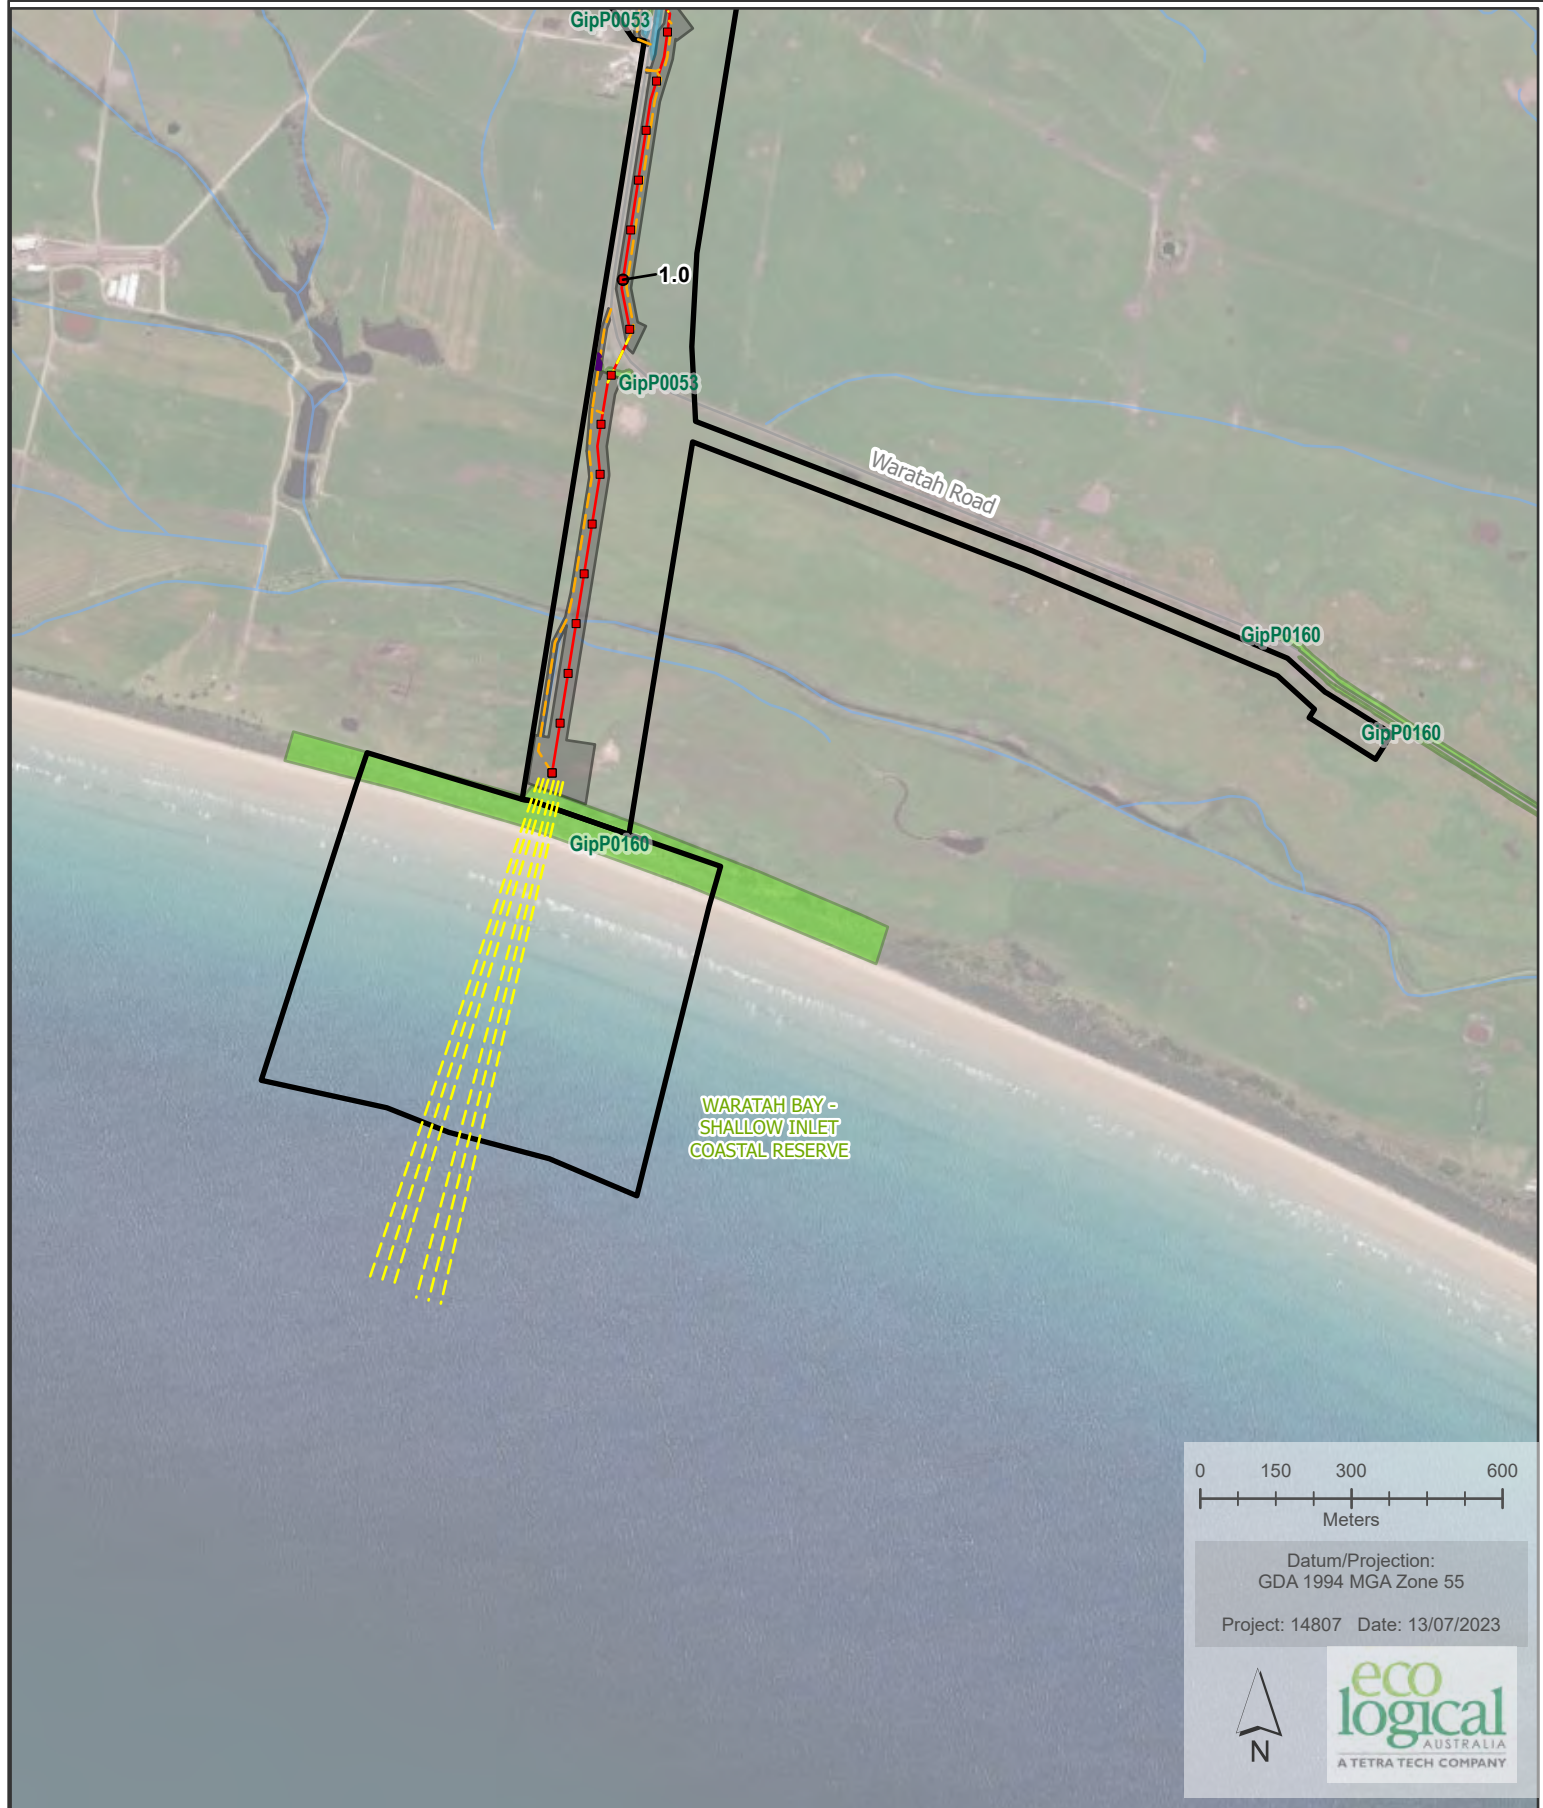 GipP0053
1.0
GipP0053
Waratah Road
GipP0160
GipP0160
GipP0160
WARATAH BAY -
SHALLOW INLET
COASTAL RESERVE
0 150 300 600
Meters
Datum/Projection:
GDA 1994 MGA Zone 55
Project: 14807 Date: 13/07/2023
N
eco
logical
AUSTRALIA
A TETRA TECH COMPANY